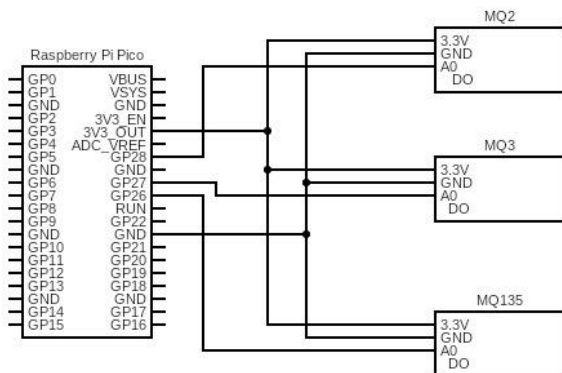 MQ2
3.3V
GND
A0
DO
Raspberry Pi Pico
GP0 VBUS
GP1 VSYS
GND GND
GP2 3V3_EN
GP3 3V3_OUT
GP4 ADC_VREF
GP5 GP28
GND GND
GP6 GP27
GP7 GP26
GP8 RUN
GP9 GP22
GND GND
GP10 GP21
GP11 GP20
GP12 GP19
GP13 GP18
GND GND
GP14 GP17
GP15 GP16
MQ3
3.3V
GND
A0
DO
MQ135
3.3V
GND
A0
DO